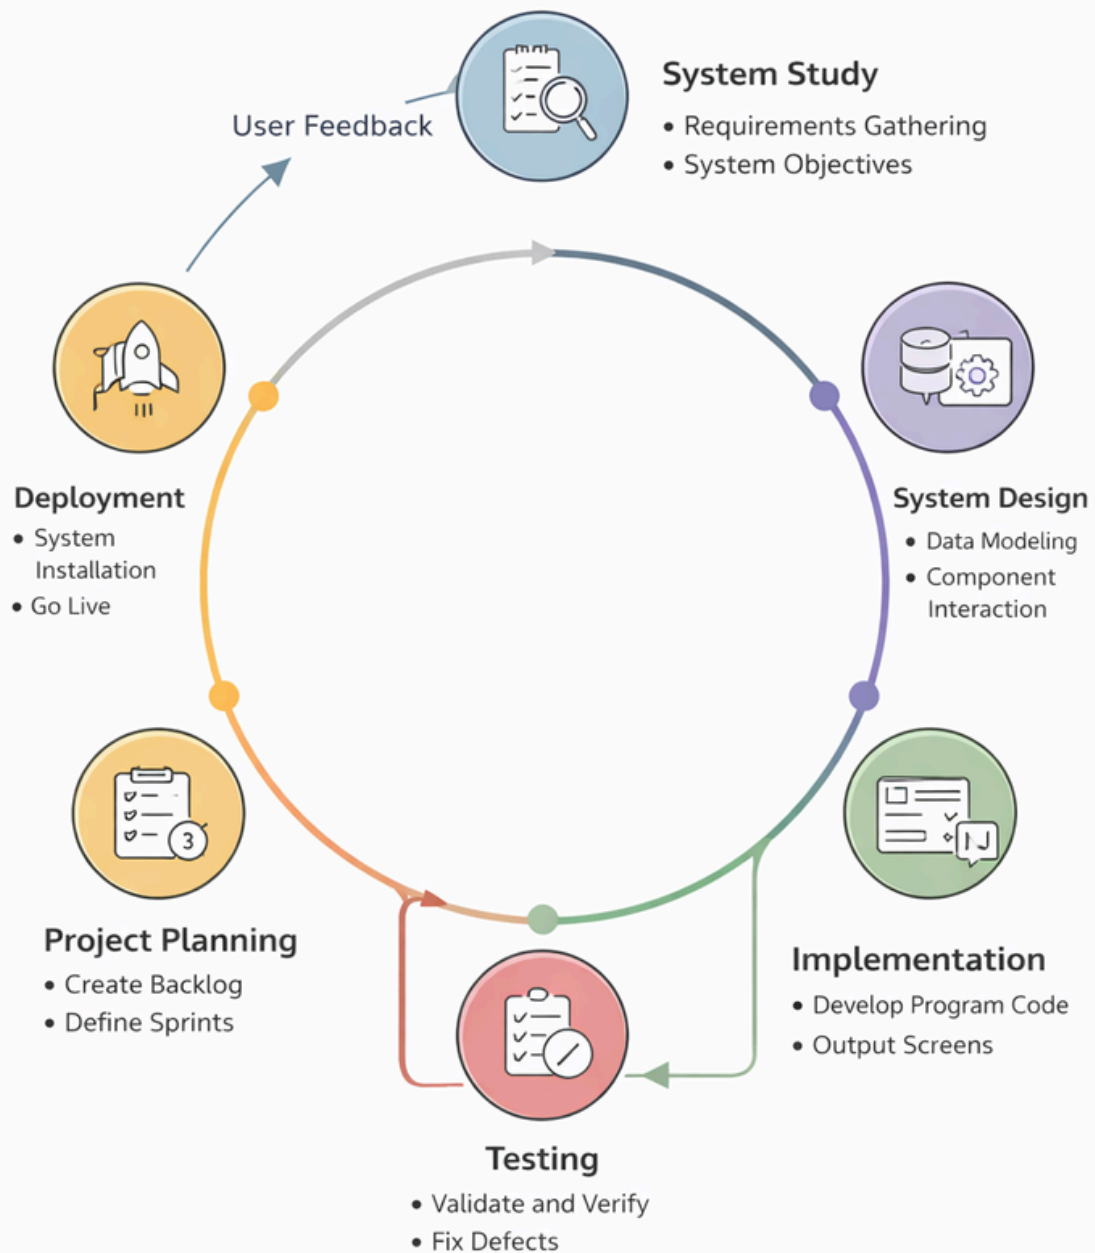 System Study
• Requirements Gathering
• System Objectives
User Feedback
System Design
• Data Modeling
• Component
Interaction
Deployment
• System
Installation
• Go Live
Implementation
• Develop Program Code
• Output Screens
Project Planning
• Create Backlog
• Define Sprints
3
Testing
• Validate and Verify
• Fix Defects